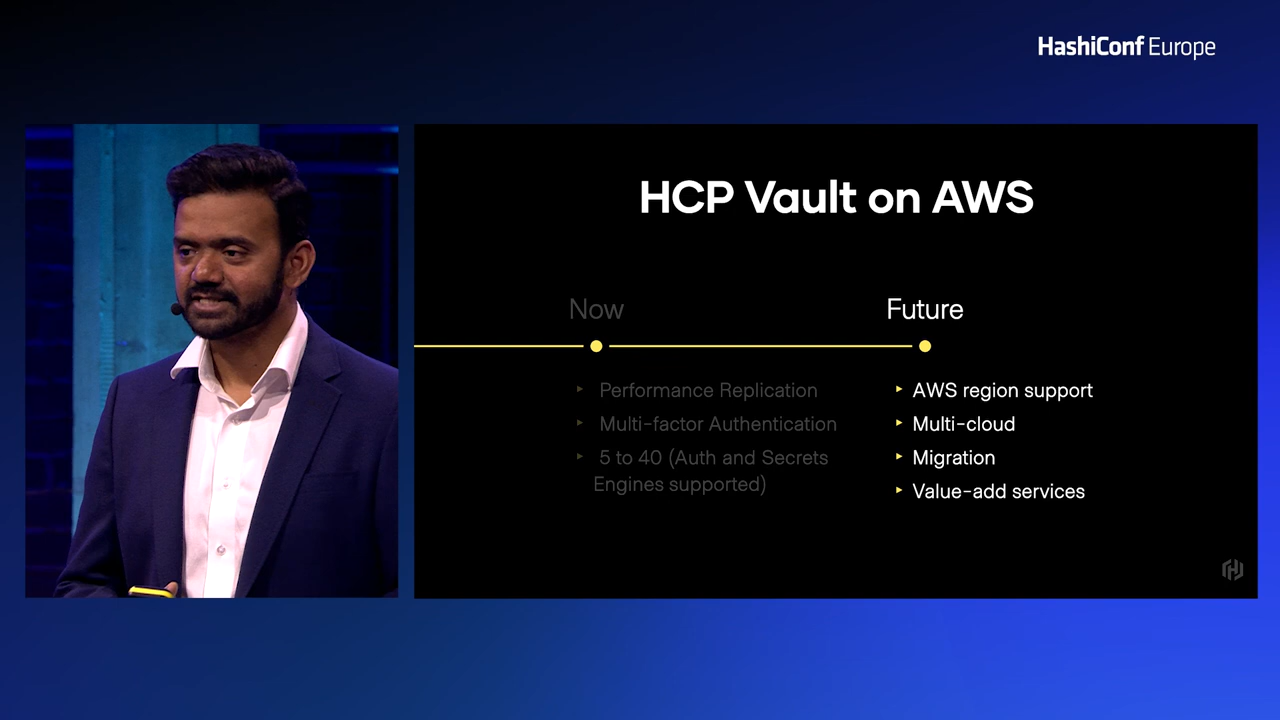 HashiConf Europe
HCP Vault on AWS
Now
Performance Replication
Multi-factor Authentication
5 to 40 (Auth and Secrets
Engines supported)
Future
AWS region support
Multi-cloud
Migration
Value-add services